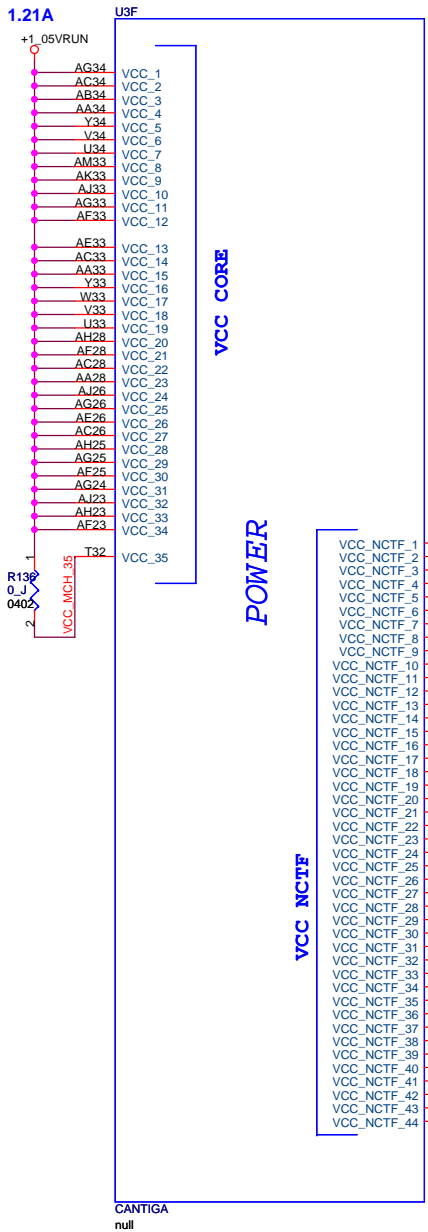 1.21A
U3F
+1_05VRUN
AG34 VCC_1
AC34 VCC_2
AB34 VCC_3
AA34 VCC_4
Y34 VCC_5
V34 VCC_6
U34 VCC_7
AM33 VCC_8
AK33 VCC_9
AJ33 VCC_10
AG33 VCC_11
AF33 VCC_12
AE33 VCC_13
AC33 VCC_14
AA33 VCC_15
Y33 VCC_16
W33 VCC_17
V33 VCC_18
U33 VCC_19
AH28 VCC_20
AF28 VCC_21
AC28 VCC_22
AA28 VCC_23
AJ26 VCC_24
AG26 VCC_25
AE26 VCC_26
AC26 VCC_27
AH25 VCC_28
AG25 VCC_29
AF25 VCC_30
AG24 VCC_31
AJ23 VCC_32
AH23 VCC_33
AF23 VCC_34
T32 VCC_35
VCC CORE
1
R136
0_J
0402
2
VCC_MCH_35
POWER
VCC NCTF
VCC_NCTF_1
VCC_NCTF_2
VCC_NCTF_3
VCC_NCTF_4
VCC_NCTF_5
VCC_NCTF_6
VCC_NCTF_7
VCC_NCTF_8
VCC_NCTF_9
VCC_NCTF_10
VCC_NCTF_11
VCC_NCTF_12
VCC_NCTF_13
VCC_NCTF_14
VCC_NCTF_15
VCC_NCTF_16
VCC_NCTF_17
VCC_NCTF_18
VCC_NCTF_19
VCC_NCTF_20
VCC_NCTF_21
VCC_NCTF_22
VCC_NCTF_23
VCC_NCTF_24
VCC_NCTF_25
VCC_NCTF_26
VCC_NCTF_27
VCC_NCTF_28
VCC_NCTF_29
VCC_NCTF_30
VCC_NCTF_31
VCC_NCTF_32
VCC_NCTF_33
VCC_NCTF_34
VCC_NCTF_35
VCC_NCTF_36
VCC_NCTF_37
VCC_NCTF_38
VCC_NCTF_39
VCC_NCTF_40
VCC_NCTF_41
VCC_NCTF_42
VCC_NCTF_43
VCC_NCTF_44
CANTIGA
null